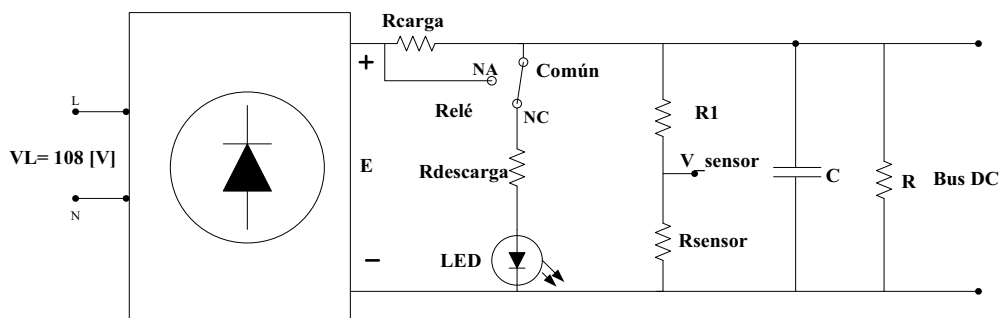 Rcarga
+
NA
Común
L
Relé
NC
R1
VL= 108 [V]
E
Rdescarga
V_sensor
C
R
Bus DC
N
Rsensor
LED
-